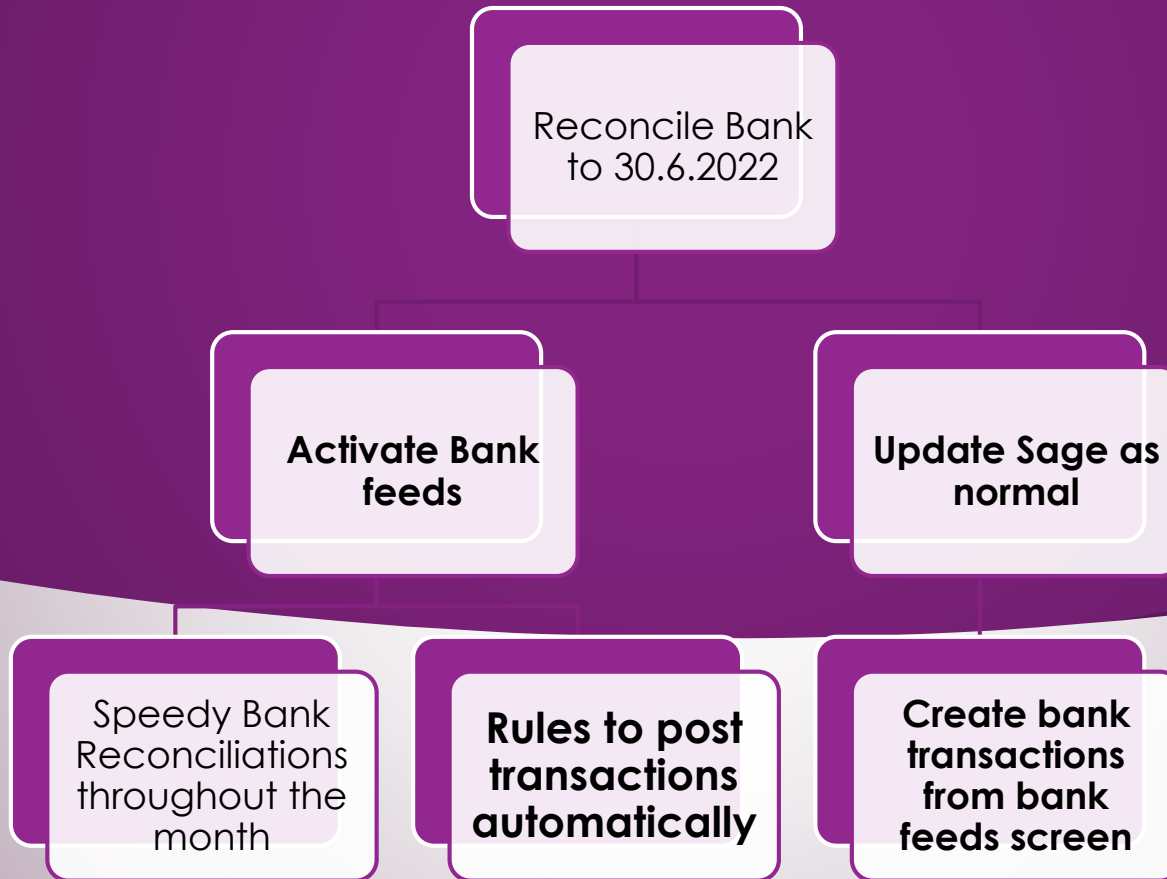 Reconcile Bank
to 30.6.2022
Activate Bank
feeds
Update Sage as
normal
Speedy Bank
Reconciliations
throughout the
month
Rules to post
transactions
automatically
Create bank
transactions
from bank
feeds screen